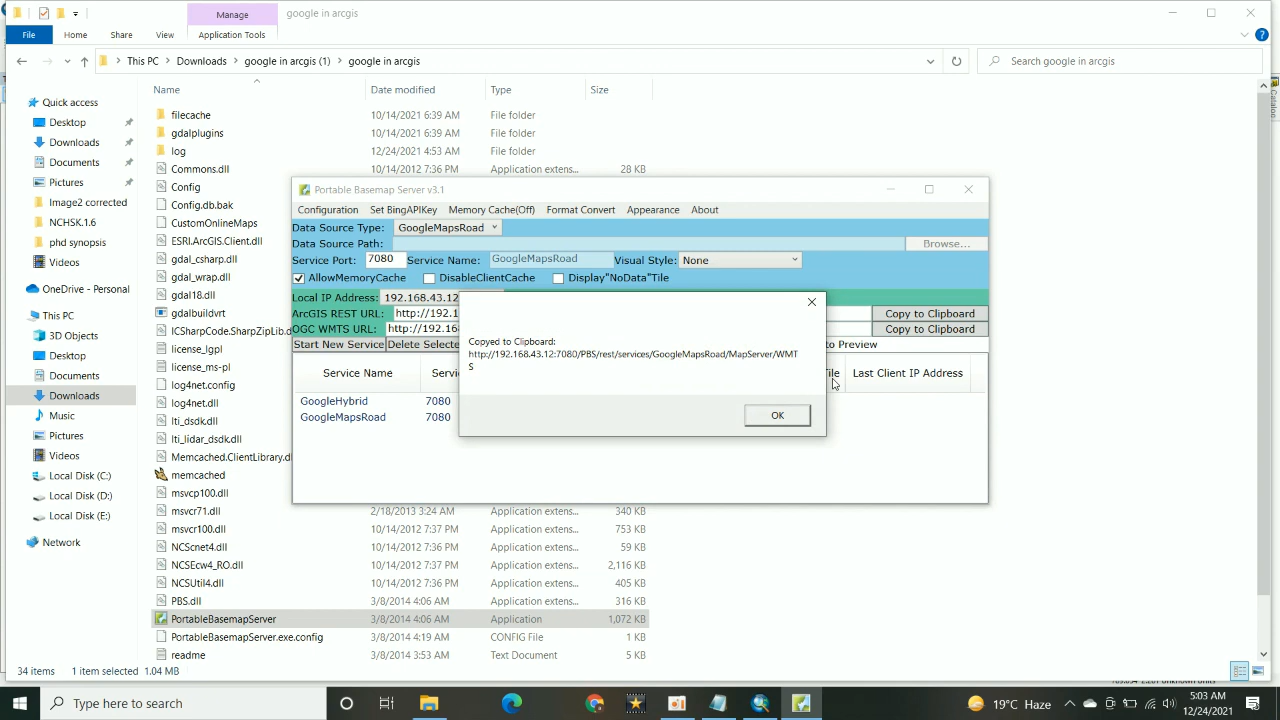 Manage
google in arcgis
File
Home
Share
View
Application Tools
This PC
Downloads
google in arcgis (1)
google in arcgis
Search google in arcgis
Name
Date modified
Type
Size
Quick access
Desktop
Downloads
Documents
Pictures
Image2 corrected
NCHSK.1.6
phd synopsis
Videos
OneDrive - Personal
This PC
3D Objects
Desktop
Documents
Downloads
Music
Pictures
Videos
Local Disk (C:)
Local Disk (D:)
Local Disk (E:)
Network
filecache 10/14/2021 6:39 AM File folder
gdalplugins 10/14/2021 6:39 AM File folder
log 12/24/2021 4:53 AM File folder
Commons.dll 10/14/2012 7:36 PM Application extens... 28 KB
Config
Config.db.bak
CustomOnlineMaps
ESRI.ArcGIS.Client.dll
gdal_csharp.dll
gdal_wrap.dll
gdal18.dll
gdalbuildvrt
ICSharpCode.SharpZipLib.d
license_lgpl
license_ms-pl
log4net.config
log4net.dll
lti_dsdk.dll
lti_lidar_dsdk.dll
Memcached.ClientLibrary.d
memcached
msvcp100.dll
msvcr71.dll 2/18/2013 3:24 AM Application extens... 340 KB
msvcr100.dll 10/14/2012 7:37 PM Application extens... 753 KB
NCScnet4.dll 10/14/2012 7:36 PM Application extens... 59 KB
NCSEcw4_RO.dll 10/14/2012 7:37 PM Application extens... 2,116 KB
NCSUtil4.dll 10/14/2012 7:36 PM Application extens... 405 KB
PBS.dll 3/8/2014 4:06 AM Application extens... 316 KB
PortableBasemapServer 3/8/2014 4:06 AM Application 1,072 KB
PortableBasemapServer.exe.config 3/8/2014 4:19 AM CONFIG File 1 KB
readme 3/8/2014 3:53 AM Text Document 5 KB
Portable Basemap Server v3.1
Configuration Set BingAPIKey Memory Cache(Off) Format Convert Appearance About
Data Source Type: GoogleMapsRoad
Data Source Path: Browse...
Service Port: 7080 Service Name: GoogleMapsRoad Visual Style: None
AllowMemoryCache DisableClientCache Display"NoData"Tile
Local IP Address: 192.168.43.12
ArcGIS REST URL: http://192.1 Copy to Clipboard
OGC WMTS URL: http://192.168 Copy to Clipboard
Start New Service Delete Selecte to Preview
Service Name Servi Tile Last Client IP Address
GoogleHybrid 7080
GoogleMapsRoad 7080
Copyed to Clipboard:
http://192.168.43.12:7080/PBS/rest/services/GoogleMapsRoad/MapServer/WMT
S
OK
Catalog
34 items 1 item selected 1.04 MB
Type here to search
19°C Haze
5:03 AM
12/24/2021